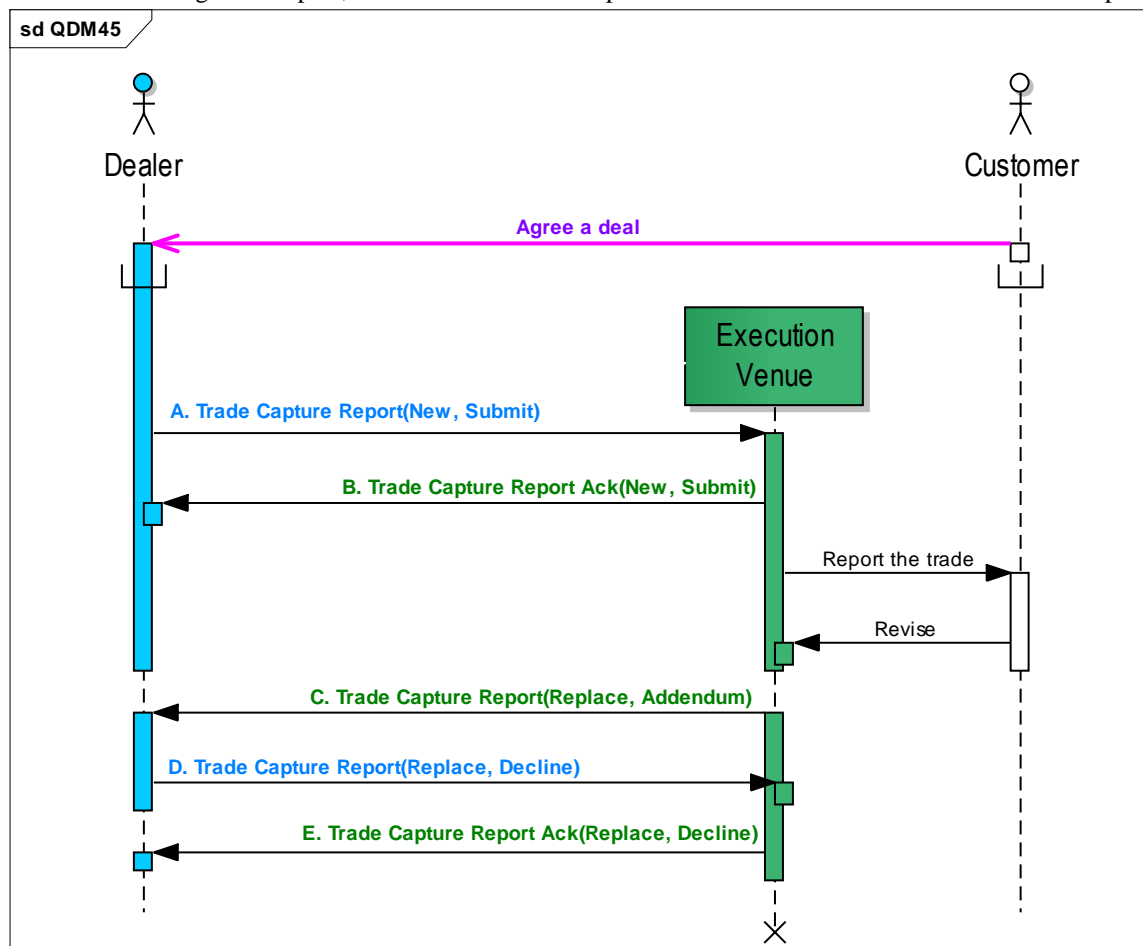 sd QDM45
Dealer
Customer
Agree a deal
Execution
Venue
A. Trade Capture Report(New, Submit)
B. Trade Capture Report Ack(New, Submit)
Report the trade
Revise
C. Trade Capture Report(Replace, Addendum)
D. Trade Capture Report(Replace, Decline)
E. Trade Capture Report Ack(Replace, Decline)